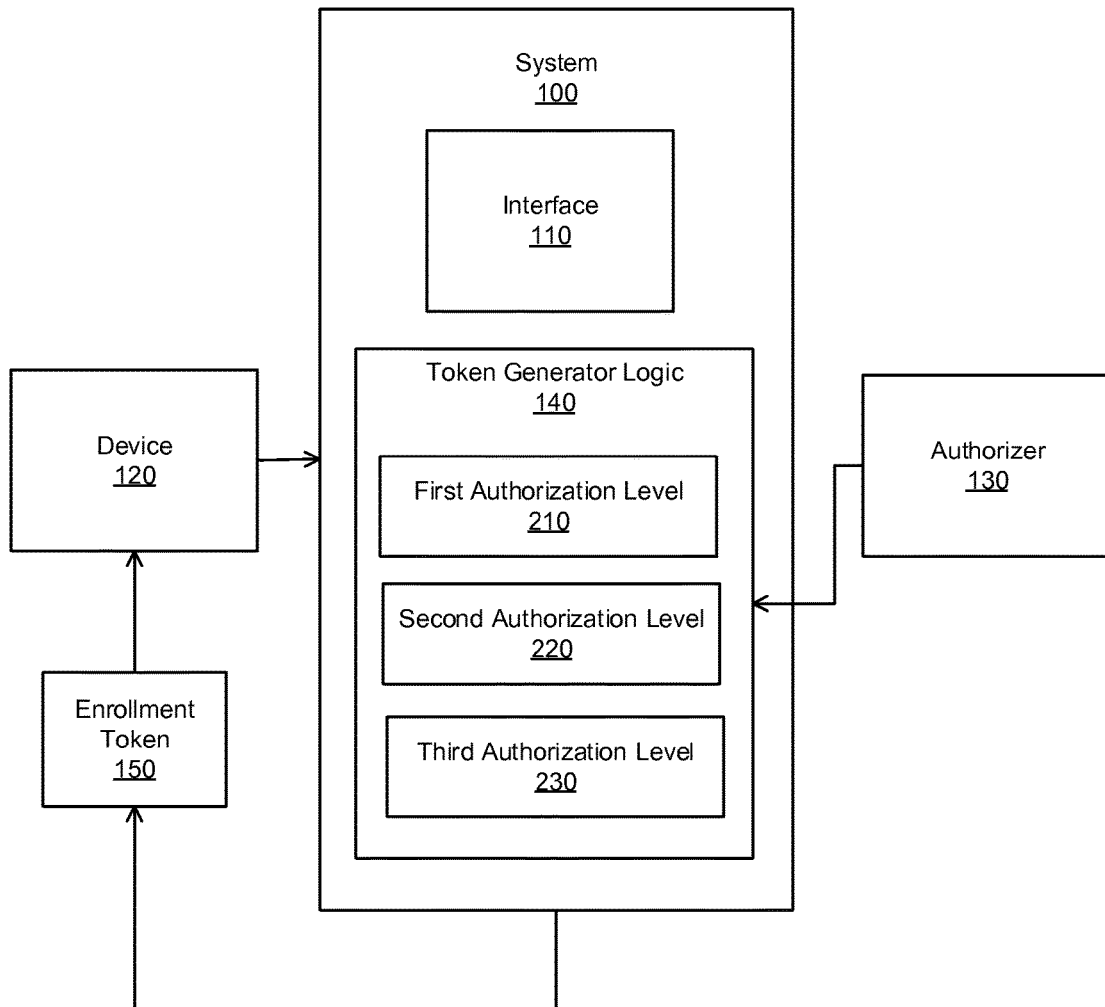 System
100
Interface
110
Token Generator Logic
140
First Authorization Level
210
Second Authorization Level
220
Third Authorization Level
230
Device
120
Enrollment
Token
150
Authorizer
130